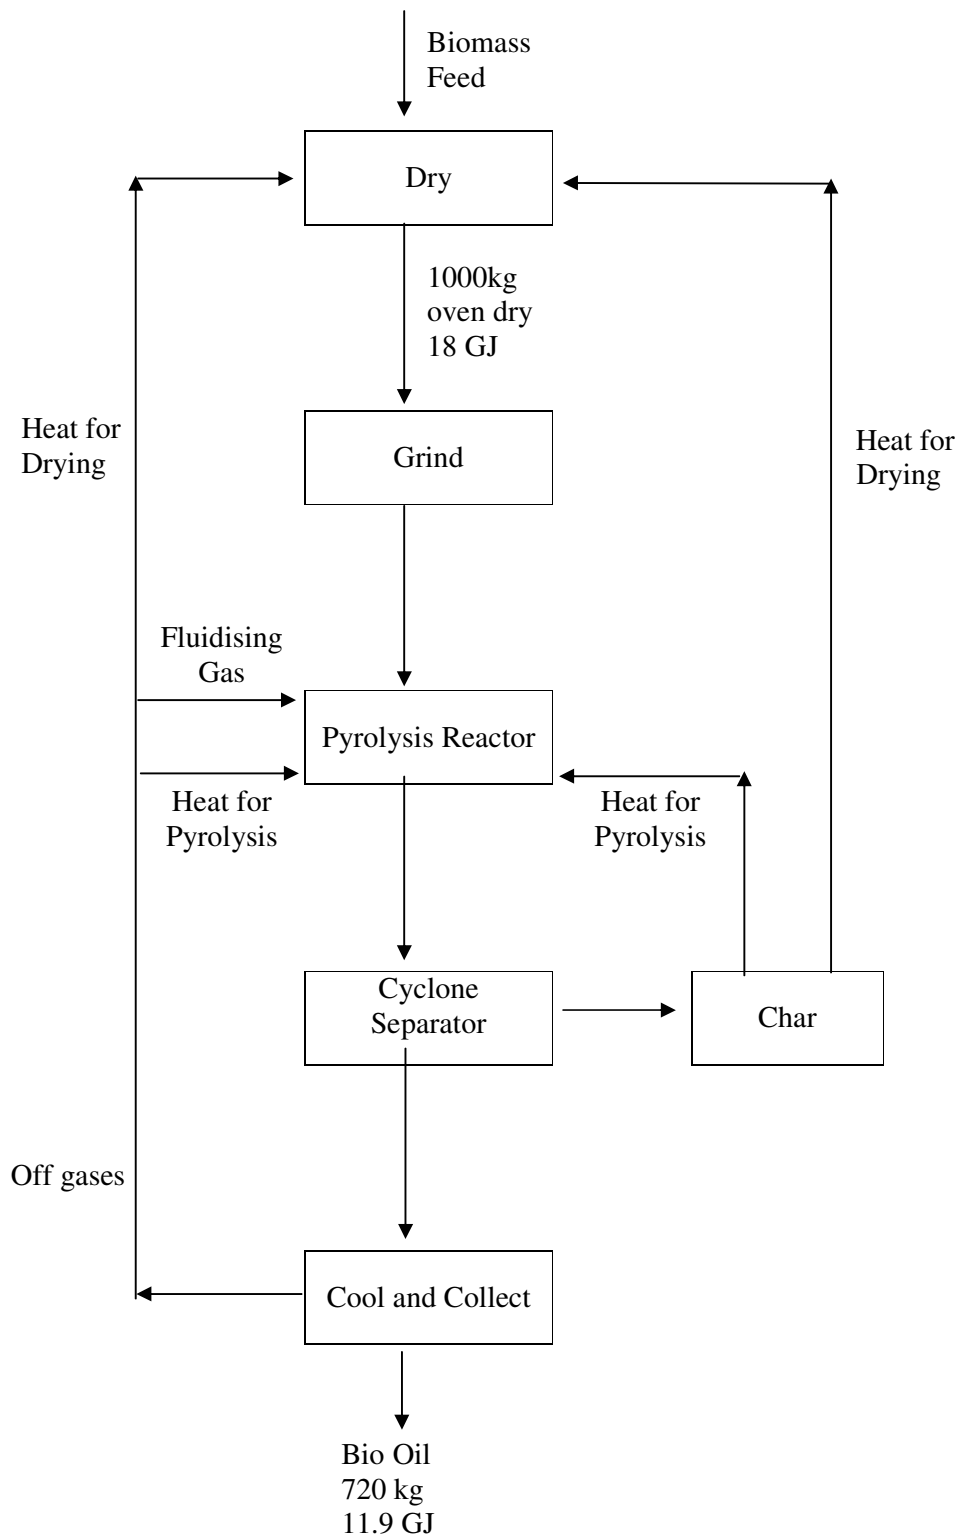 Biomass
Feed
Dry
1000kg
oven dry
18 GJ
Heat for
Drying
Heat for
Drying
Grind
Fluidising
Gas
Pyrolysis Reactor
Heat for
Pyrolysis
Heat for
Pyrolysis
Cyclone
Separator
Char
Off gases
Cool and Collect
Bio Oil
720 kg
11.9 GJ